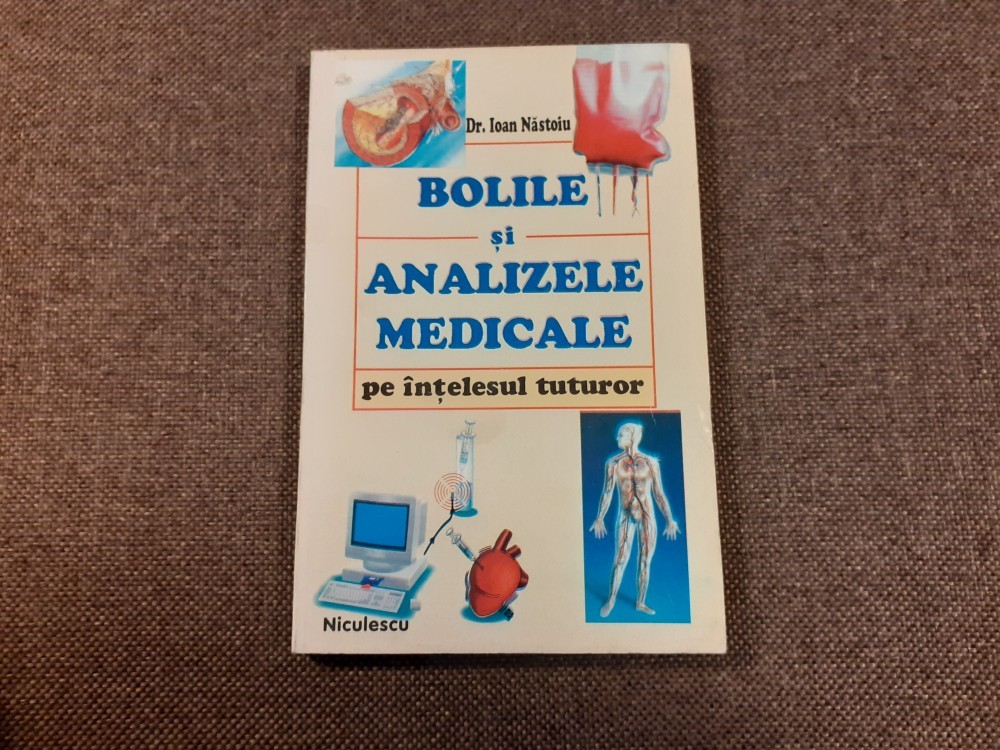 Dr. Ioan Năstoiu
BOLILE
și
ANALIZELE
MEDICALE
pe înțelesul tuturor
Niculescu